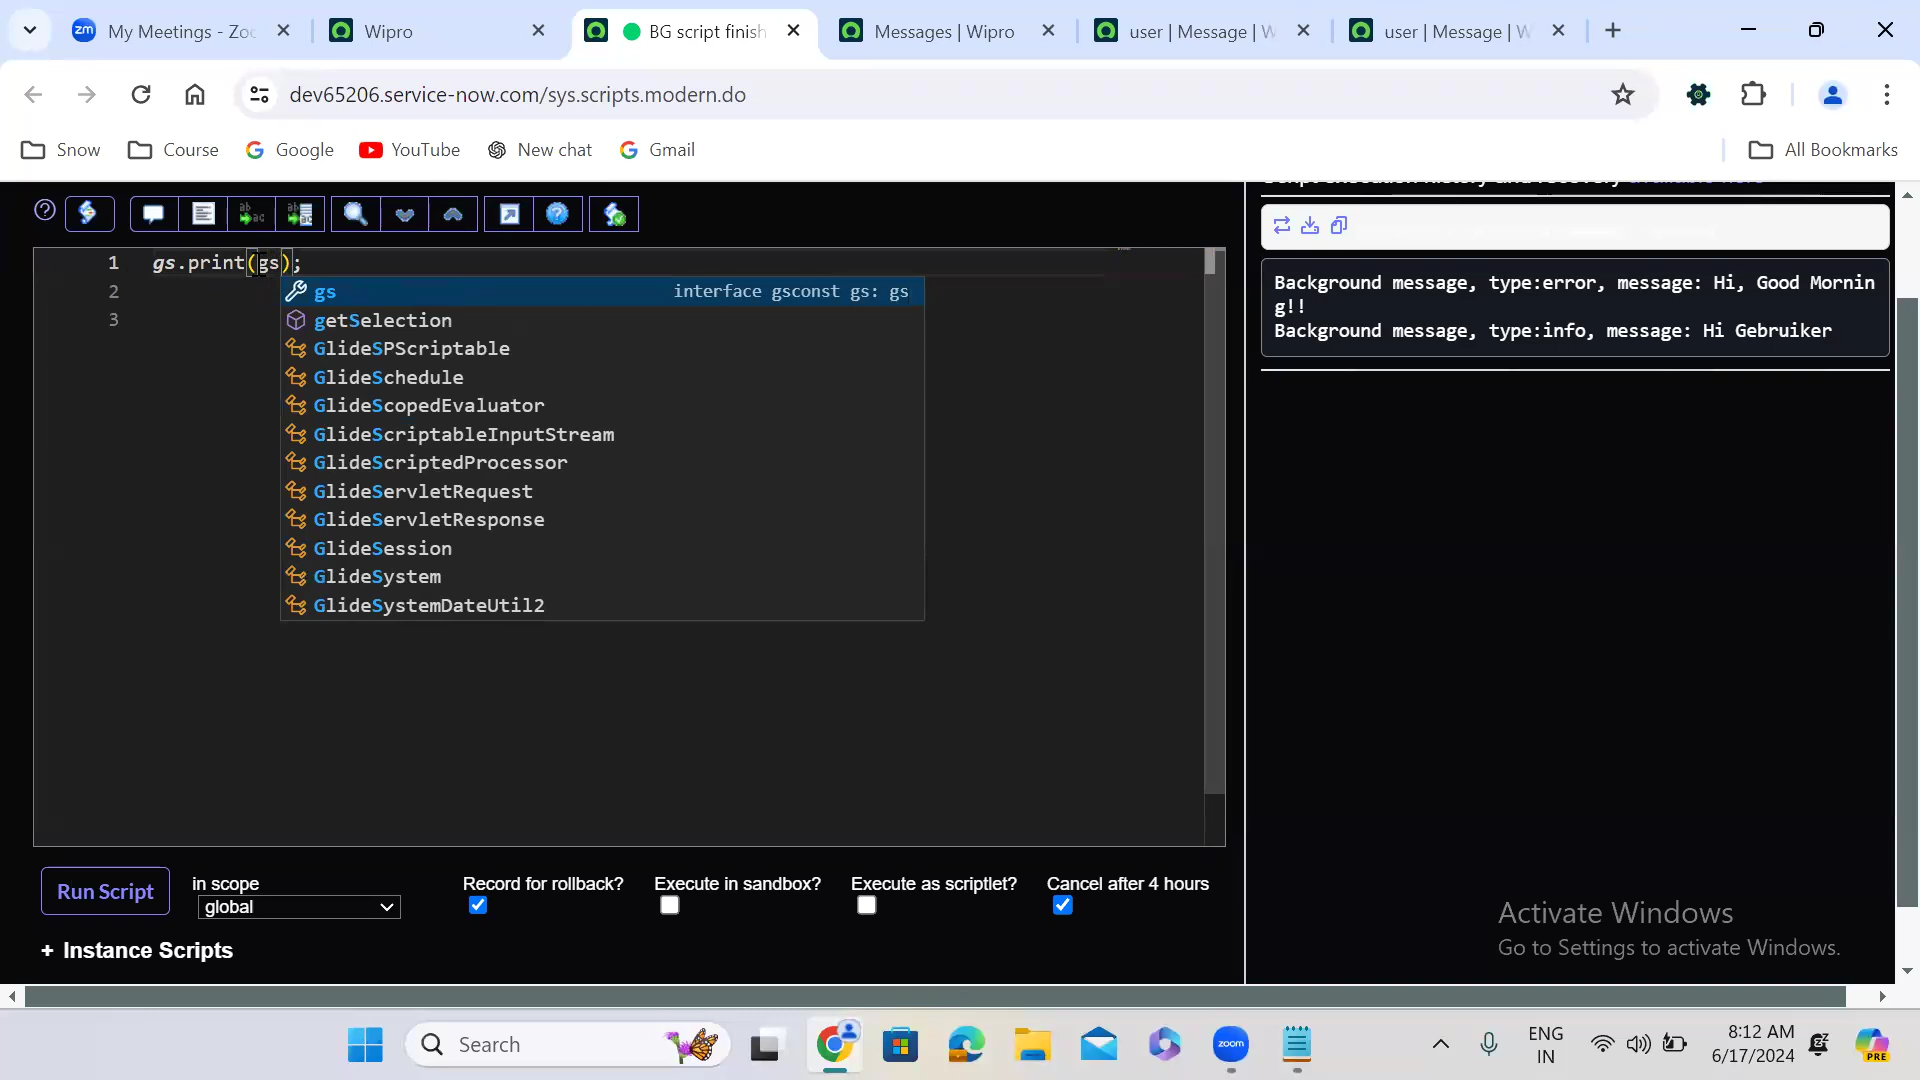 My Meetings - Zoo
Wipro
BG script finish
Messages | Wipro
user | Message | W
user | Message | W
dev65206.service-now.com/sys.scripts.modern.do
Snow
Course
Google
YouTube
New chat
Gmail
All Bookmarks
1 gs.print(gs);
2
3
gs interface gsconst gs: gs
getSelection
GlideSPScriptable
GlideSchedule
GlideScopedEvaluator
GlideScriptableInputStream
GlideScriptedProcessor
GlideServletRequest
GlideServletResponse
GlideSession
GlideSystem
GlideSystemDateUtil2
Background message, type:error, message: Hi, Good Mornin
g!!
Background message, type:info, message: Hi Gebruiker
Run Script
in scope
global
Record for rollback?
Execute in sandbox?
Execute as scriptlet?
Cancel after 4 hours
+ Instance Scripts
Activate Windows
Go to Settings to activate Windows.
Search
zoom
ENG
IN
8:12 AM
6/17/2024
PRE